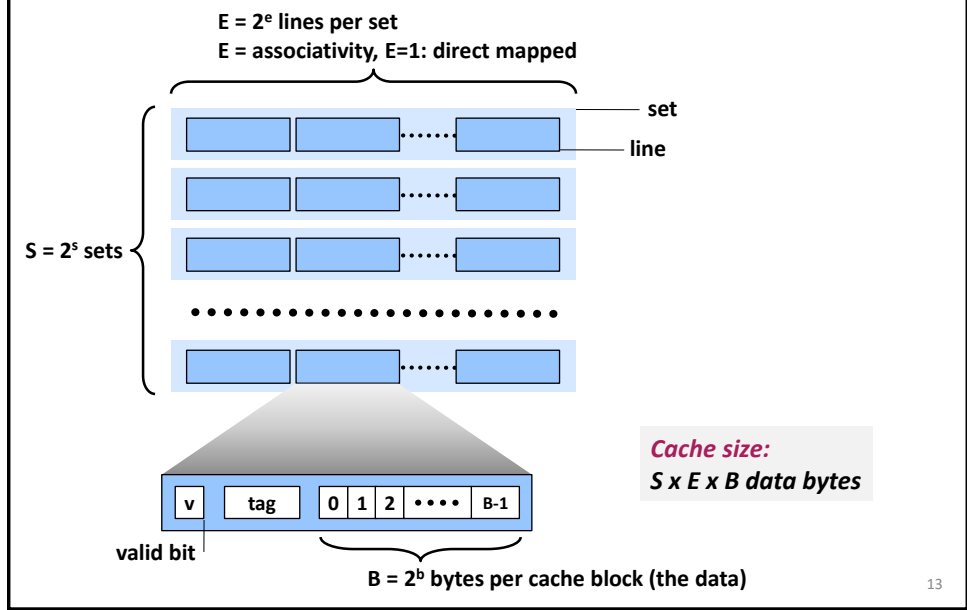 E = 2ᵉ lines per set
E = associativity, E=1: direct mapped
set
line
S = 2ˢ sets
Cache size:
S x E x B data bytes
v tag 0 1 2 •••• B-1
valid bit
B = 2ᵇ bytes per cache block (the data)
13